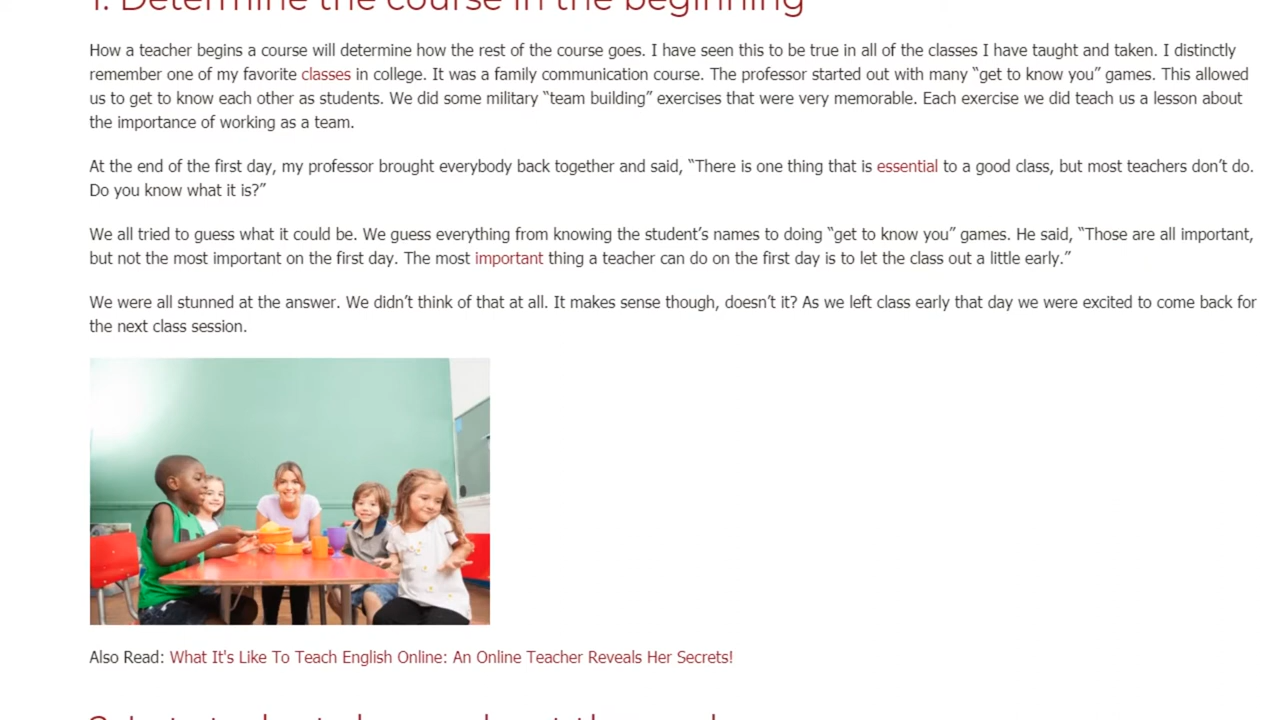 1. Determine the course in the beginning
How a teacher begins a course will determine how the rest of the course goes. I have seen this to be true in all of the classes I have taught and taken. I distinctly
remember one of my favorite classes in college. It was a family communication course. The professor started out with many “get to know you” games. This allowed
us to get to know each other as students. We did some military “team building” exercises that were very memorable. Each exercise we did teach us a lesson about
the importance of working as a team.
At the end of the first day, my professor brought everybody back together and said, “There is one thing that is essential to a good class, but most teachers don’t do.
Do you know what it is?”
We all tried to guess what it could be. We guess everything from knowing the student’s names to doing “get to know you” games. He said, “Those are all important,
but not the most important on the first day. The most important thing a teacher can do on the first day is to let the class out a little early.”
We were all stunned at the answer. We didn’t think of that at all. It makes sense though, doesn’t it? As we left class early that day we were excited to come back for
the next class session.
Also Read: What It's Like To Teach English Online: An Online Teacher Reveals Her Secrets!